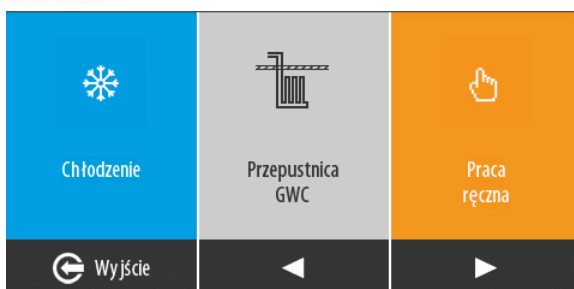 Chłodzenie
Przepustnica
GWC
Praca
ręczna
Wyjście